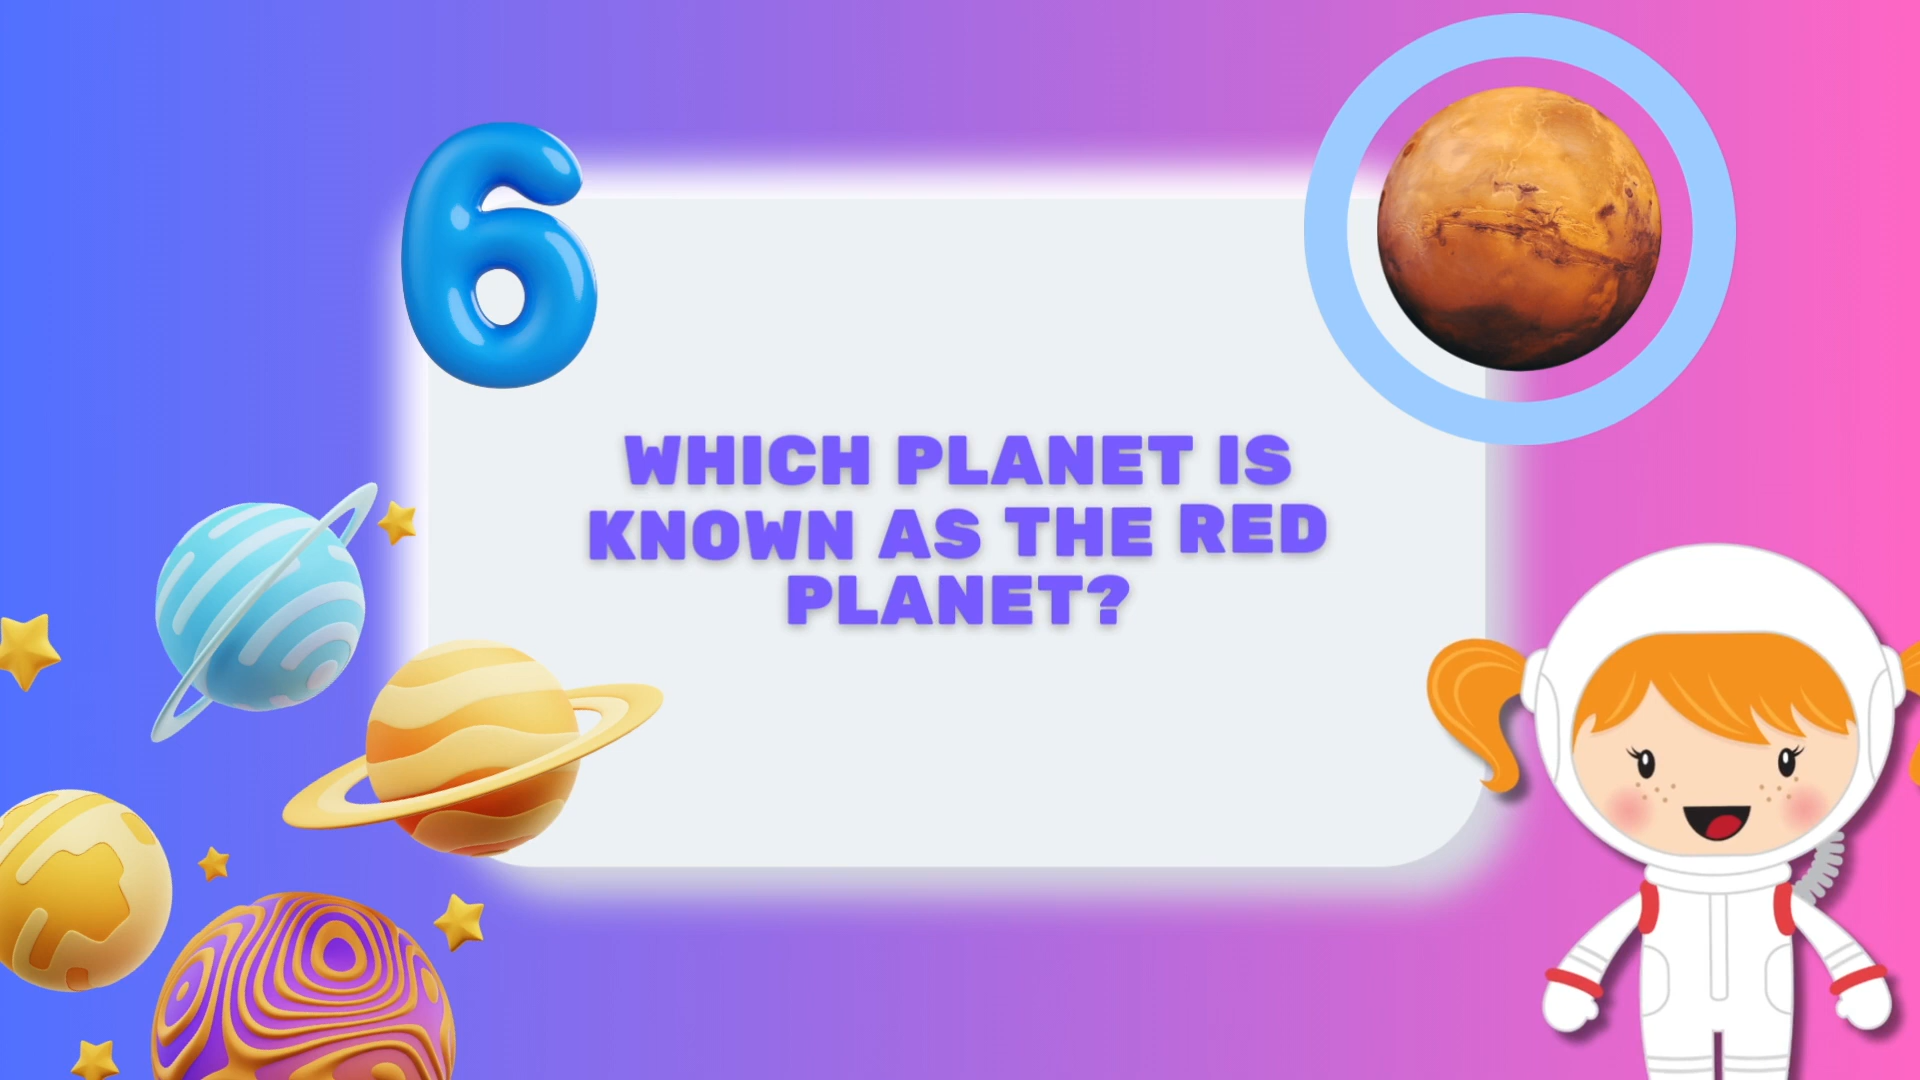 6
WHICH PLANET IS
KNOWN AS THE RED
PLANET?